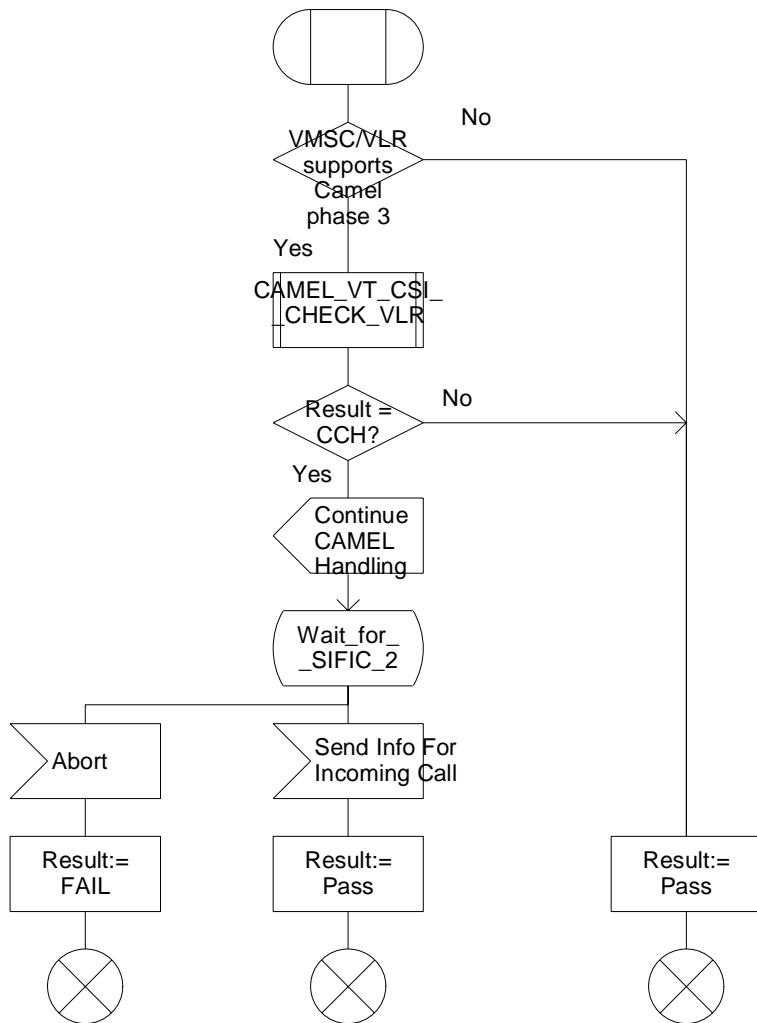 No
VMSC/VLR
supports
Camel
phase 3
Yes
CAMEL_VT_CSI_
_CHECK_VLR
Result =
CCH?
No
Yes
Continue
CAMEL
Handling
Wait_for_
_SIFIC_2
Abort
Send Info For
Incoming Call
Result:=
FAIL
Result:=
Pass
Result:=
Pass